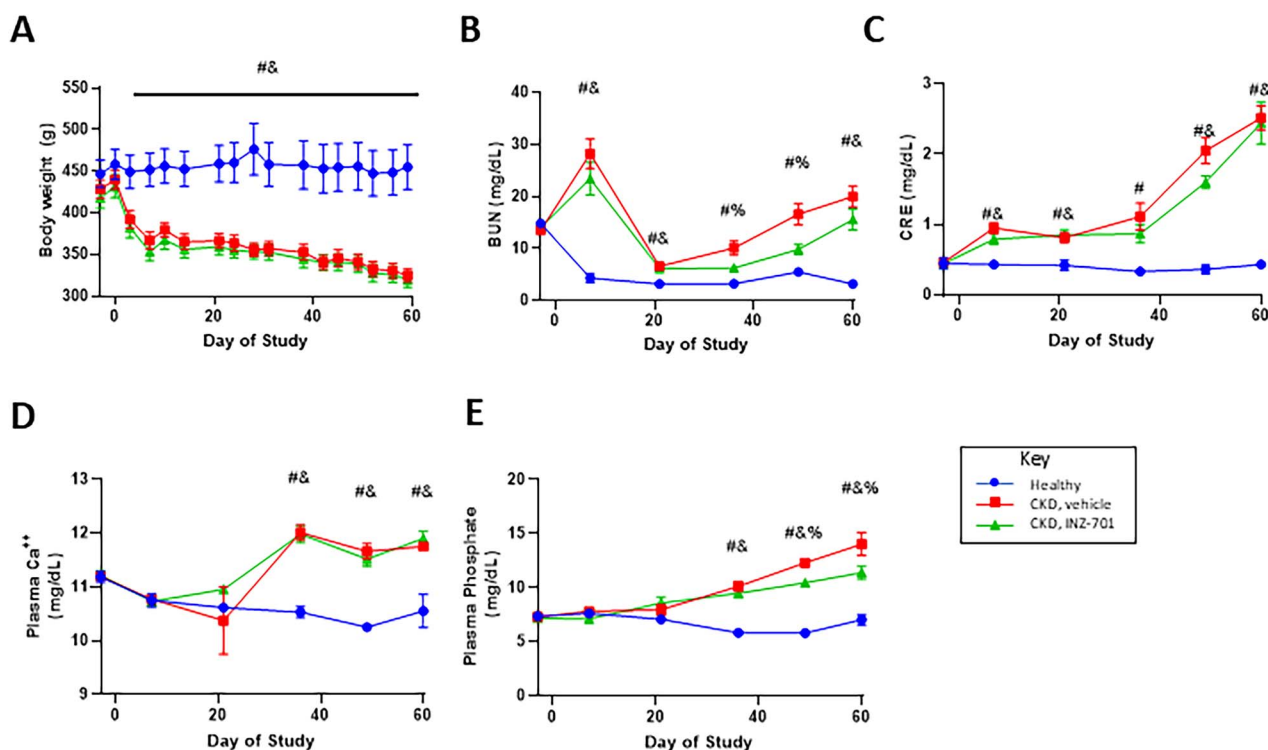 A
#&
550
500
450
400
350
300
Body weight (g)
0 20 40 60
Day of Study
B
#&
#&
#%
#%
#&
40
30
20
10
0
BUN (mg/dL)
0 20 40 60
Day of Study
C
#&
#&
#
#&
#&
3
2
1
0
CRE (mg/dL)
0 20 40 60
Day of Study
D
#& #& #&
13
12
11
10
9
Plasma Ca++
(mg/dL)
0 20 40 60
Day of Study
E
#&
#&%
#&%
20
15
10
5
0
Plasma Phosphate
(mg/dL)
0 20 40 60
Day of Study
Key
Healthy
CKD, vehicle
CKD, INZ-701